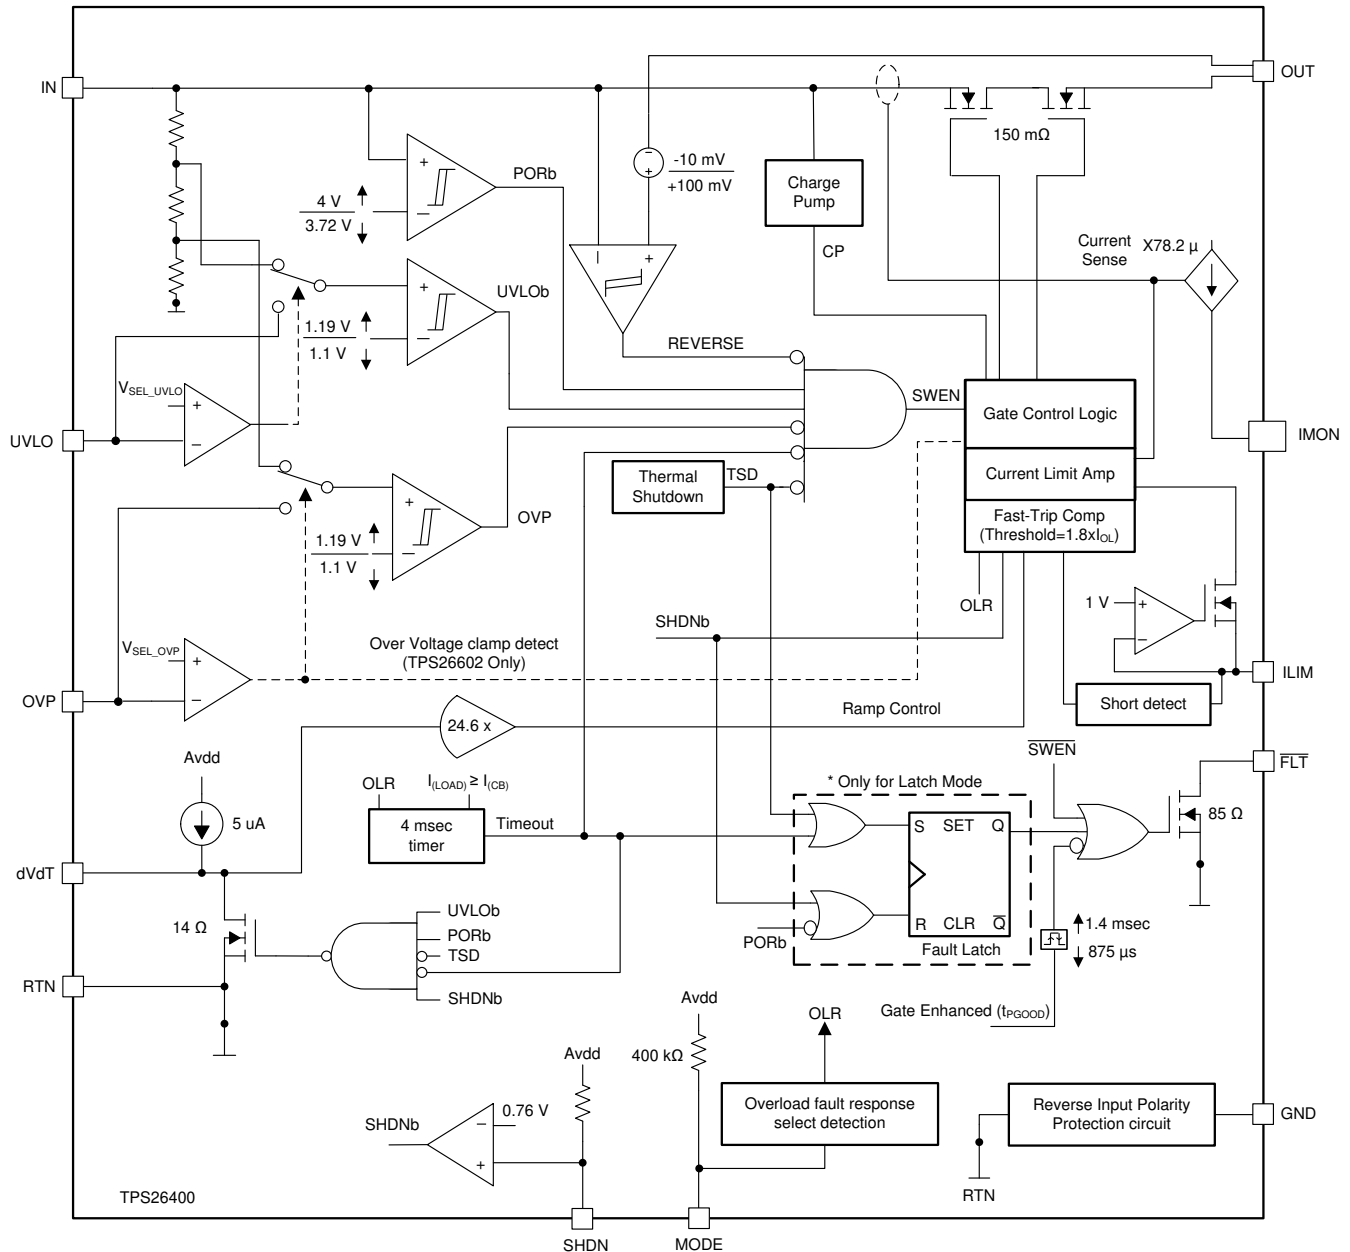 IN
OUT
150 mΩ
PORb
-10 mV
+100 mV
Charge
Pump
4 V
3.72 V
CP
Current
Sense
X78.2 µ
UVLOb
1.19 V
1.1 V
REVERSE
V_SEL_UVLO
SWEN
Gate Control Logic
UVLO
IMON
Current Limit Amp
Thermal
Shutdown
TSD
OVP
Fast-Trip Comp
(Threshold=1.8xI_OL)
1.19 V
1.1 V
OLR
1 V
SHDNb
V_SEL_OVP
Over Voltage clamp detect
(TPS26602 Only)
ILIM
OVP
Short detect
24.6 x
Ramp Control
SWEN
FLT
Avdd
OLR
I_(LOAD) ≥ I_(CB)
* Only for Latch Mode
5 uA
4 msec
timer
Timeout
S SET Q
85 Ω
dVdT
UVLOb
14 Ω
PORb
TSD
SHDNb
R CLR Q
PORb
Fault Latch
1.4 msec
875 µs
RTN
Avdd
OLR
Gate Enhanced (t_PGOOD)
400 kΩ
Avdd
Overload fault response
select detection
Reverse Input Polarity
Protection circuit
GND
SHDNb
0.76 V
RTN
TPS26400
SHDN
MODE
+
−
+
−
−
+
−
+
+
−
+
−
+
−
+
−
+
−
−
+